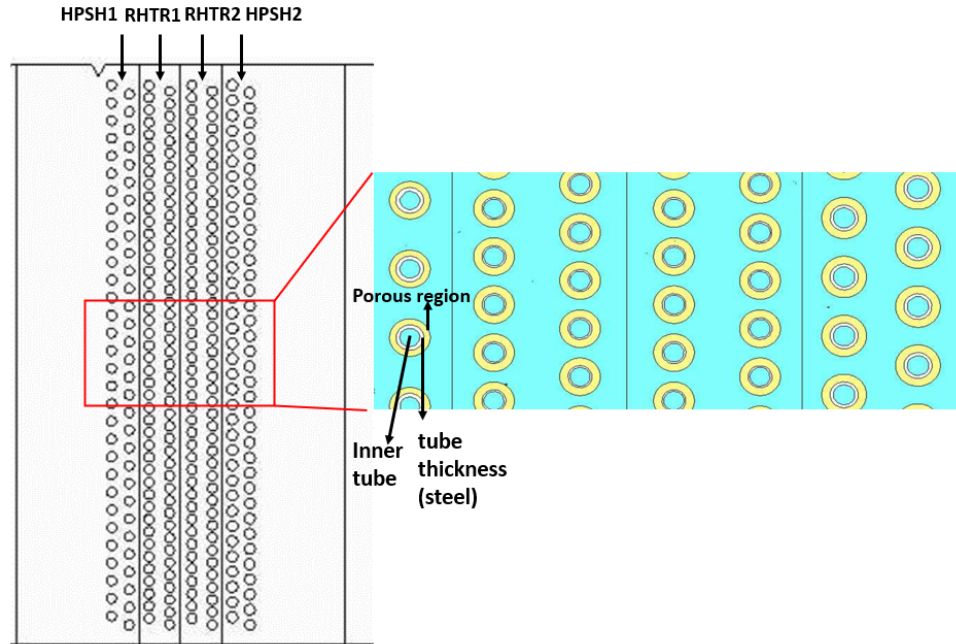 HPSH1 RHTR1 RHTR2 HPSH2
Porous region
Inner
tube
tube
thickness
(steel)